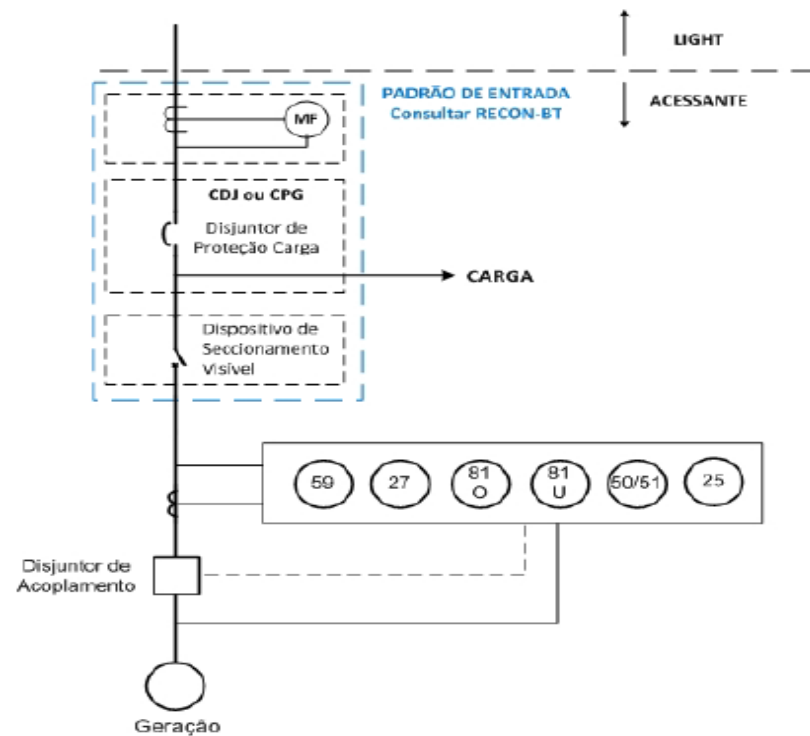 LIGHT
PADRÃO DE ENTRADA
Consultar RECON-BT
ACESSANTE
MF
CDJ ou CPG
Disjuntor de
Proteção Carga
CARGA
Dispositivo de
Seccionamento
Visível
59
27
81
O
81
U
50/51
25
Disjuntor de
Acoplamento
Geração